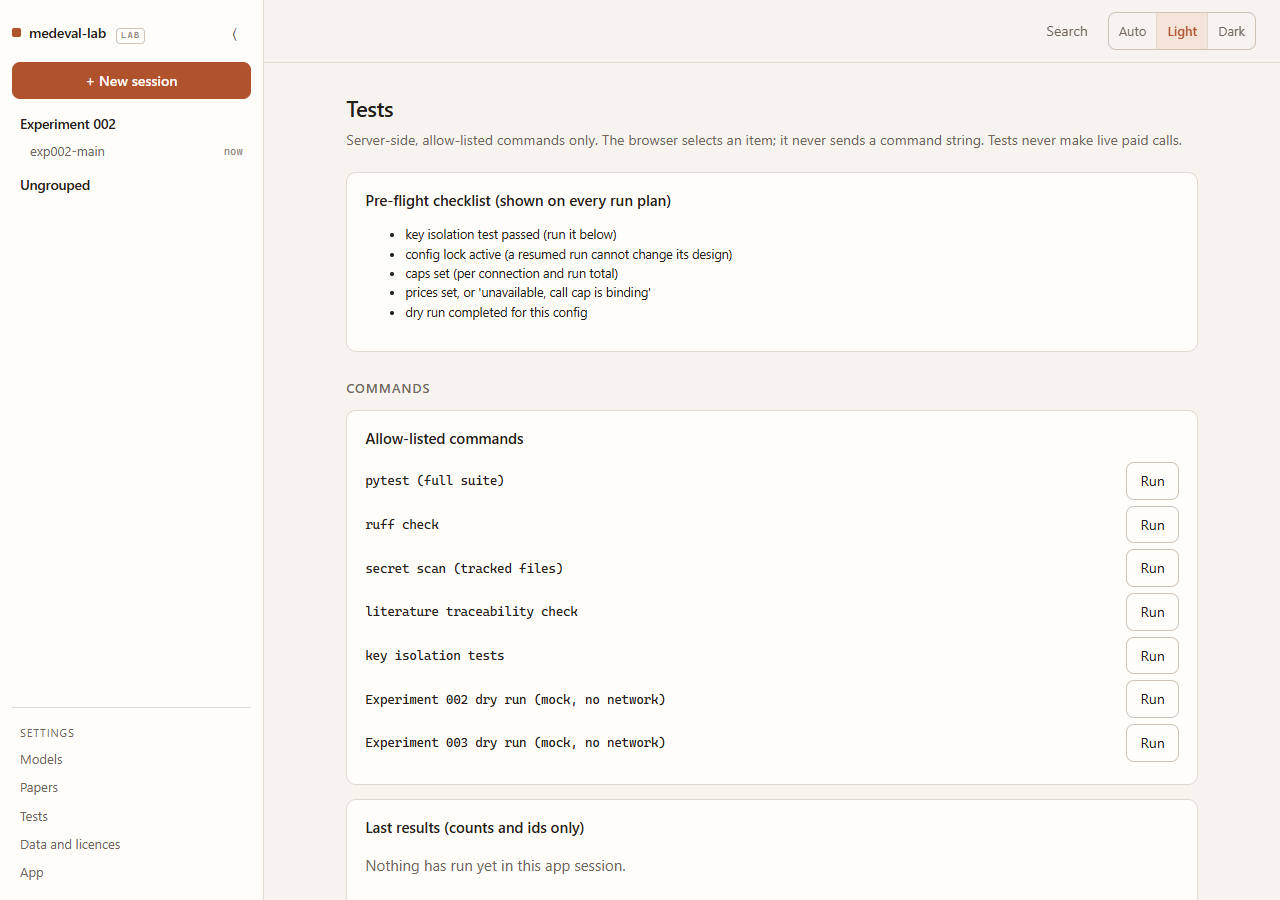 medeval-lab LAB
+ New session
Experiment 002
exp002-main now
Ungrouped
SETTINGS
Models
Papers
Tests
Data and licences
App
Search Auto Light Dark
Tests
Server-side, allow-listed commands only. The browser selects an item; it never sends a command string. Tests never make live paid calls.
Pre-flight checklist (shown on every run plan)
• key isolation test passed (run it below)
• config lock active (a resumed run cannot change its design)
• caps set (per connection and run total)
• prices set, or 'unavailable, call cap is binding'
• dry run completed for this config
COMMANDS
Allow-listed commands
pytest (full suite) Run
ruff check Run
secret scan (tracked files) Run
literature traceability check Run
key isolation tests Run
Experiment 002 dry run (mock, no network) Run
Experiment 003 dry run (mock, no network) Run
Last results (counts and ids only)
Nothing has run yet in this app session.